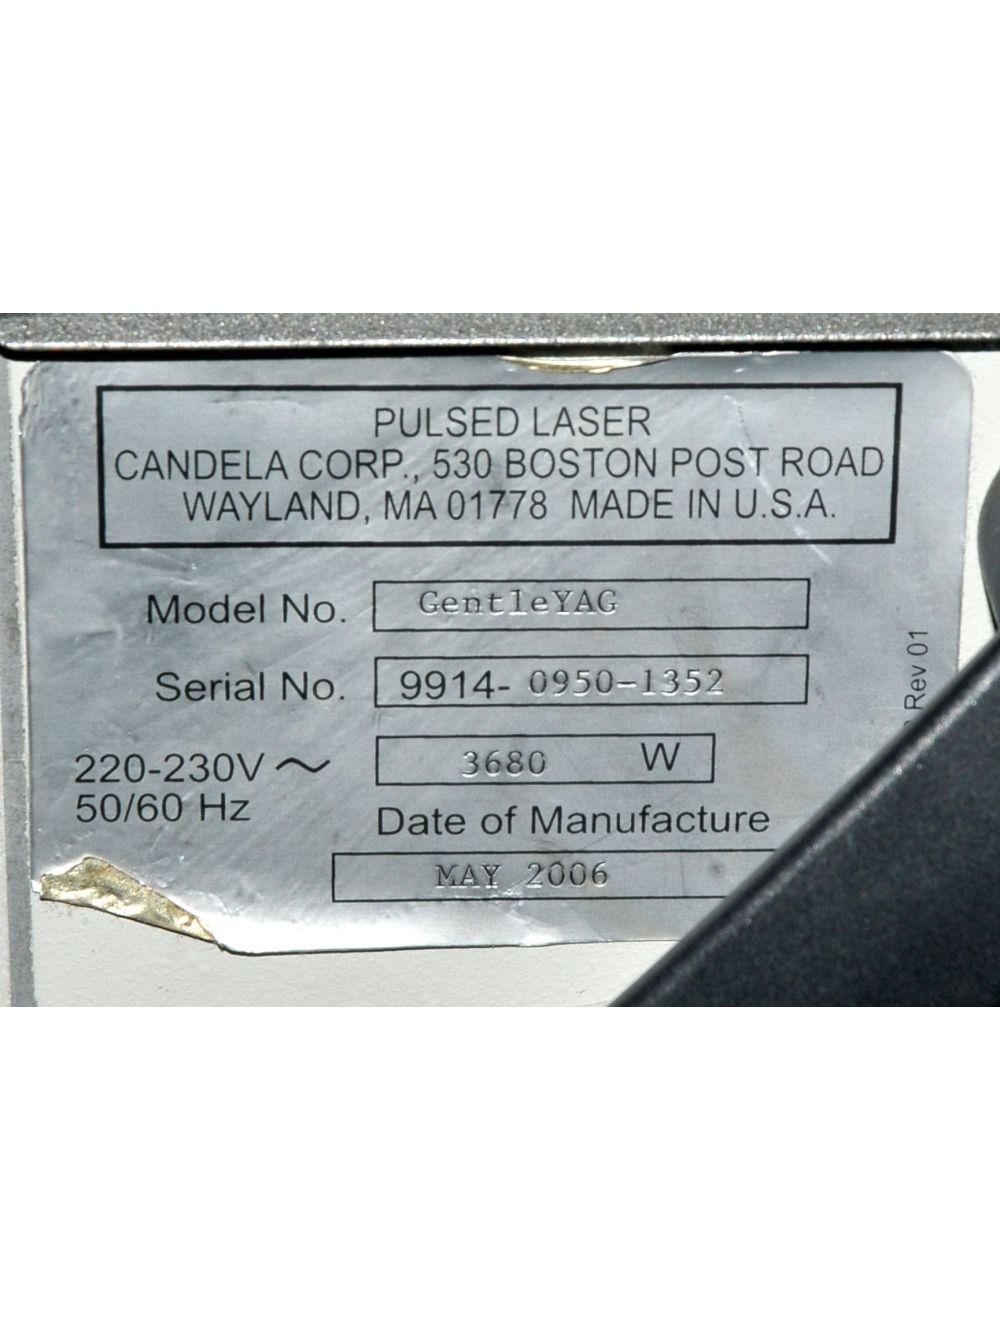 PULSED LASER
CANDELA CORP., 530 BOSTON POST ROAD
WAYLAND, MA 01778 MADE IN U.S.A.
Model No. GentleYAG
Serial No. 9914- 0950-1352
220-230V ~ 3680 W
50/60 Hz
Date of Manufacture
MAY 2006
Rev 01